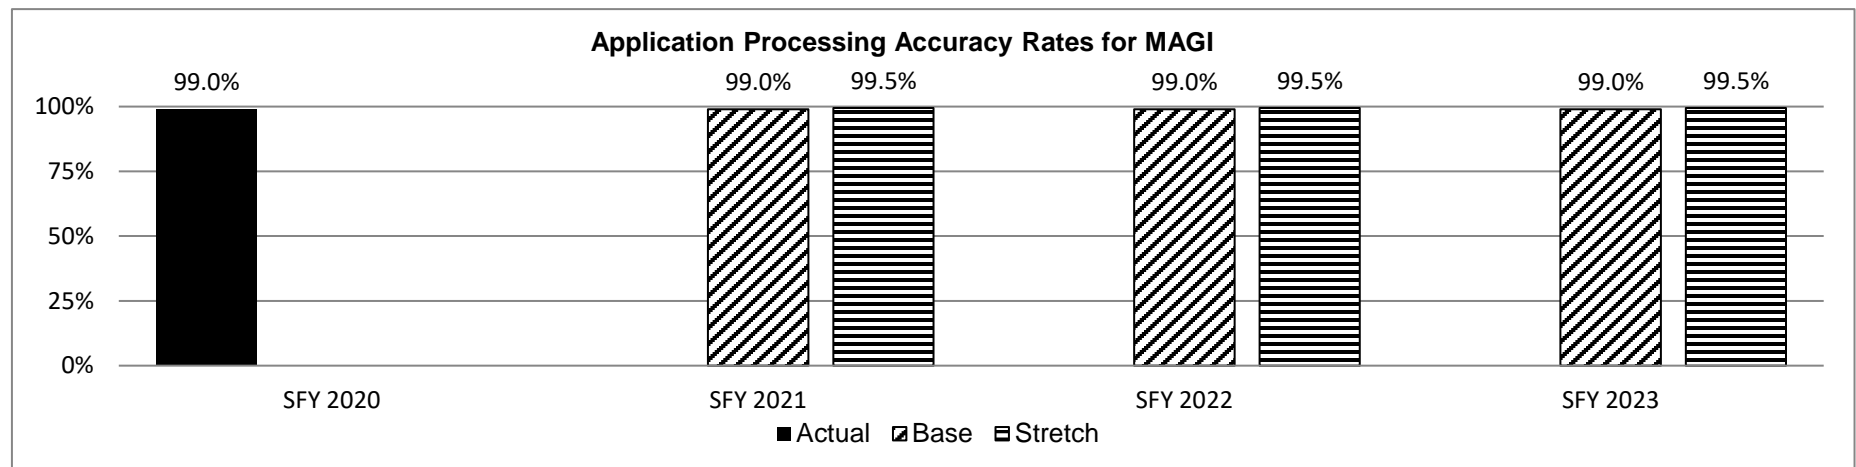 Application Processing Accuracy Rates for MAGI
99.0% 99.0% 99.5% 99.0% 99.5% 99.0% 99.5%
100%
75%
50%
25%
0%
SFY 2020 SFY 2021 SFY 2022 SFY 2023
Actual Base Stretch